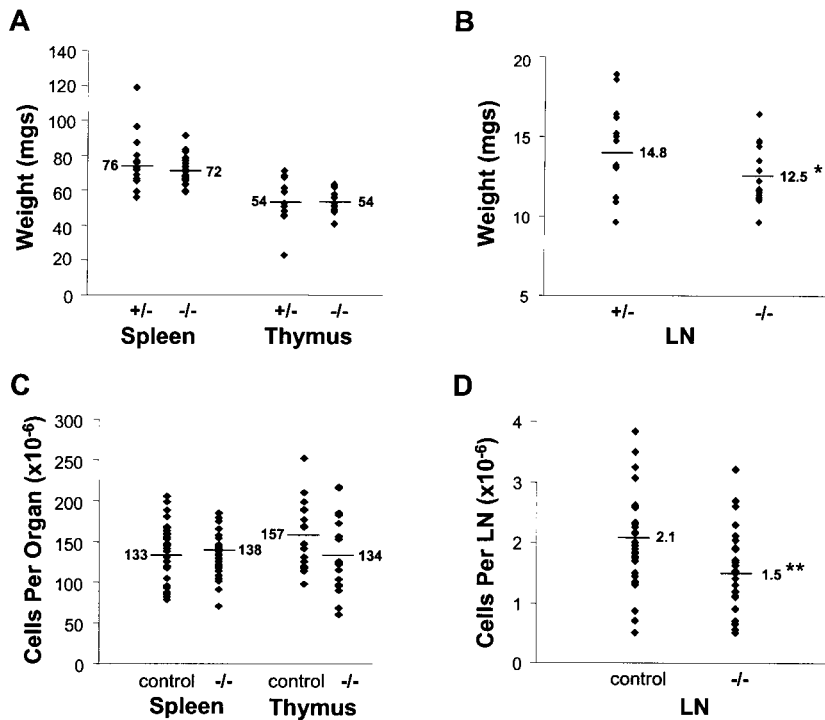 A
Weight (mgs)
140
120
100
80
60
40
20
0
76
72
54
54
+/-
-/-
+/-
-/-
Spleen
Thymus
B
Weight (mgs)
20
15
10
5
14.8
12.5 *
+/-
-/-
LN
C
Cells Per Organ (x10-6)
300
250
200
150
100
50
0
133
138
157
134
control
-/-
control
-/-
Spleen
Thymus
D
Cells Per LN (x10-6)
4
3
2
1
0
2.1
1.5 **
control
-/-
LN